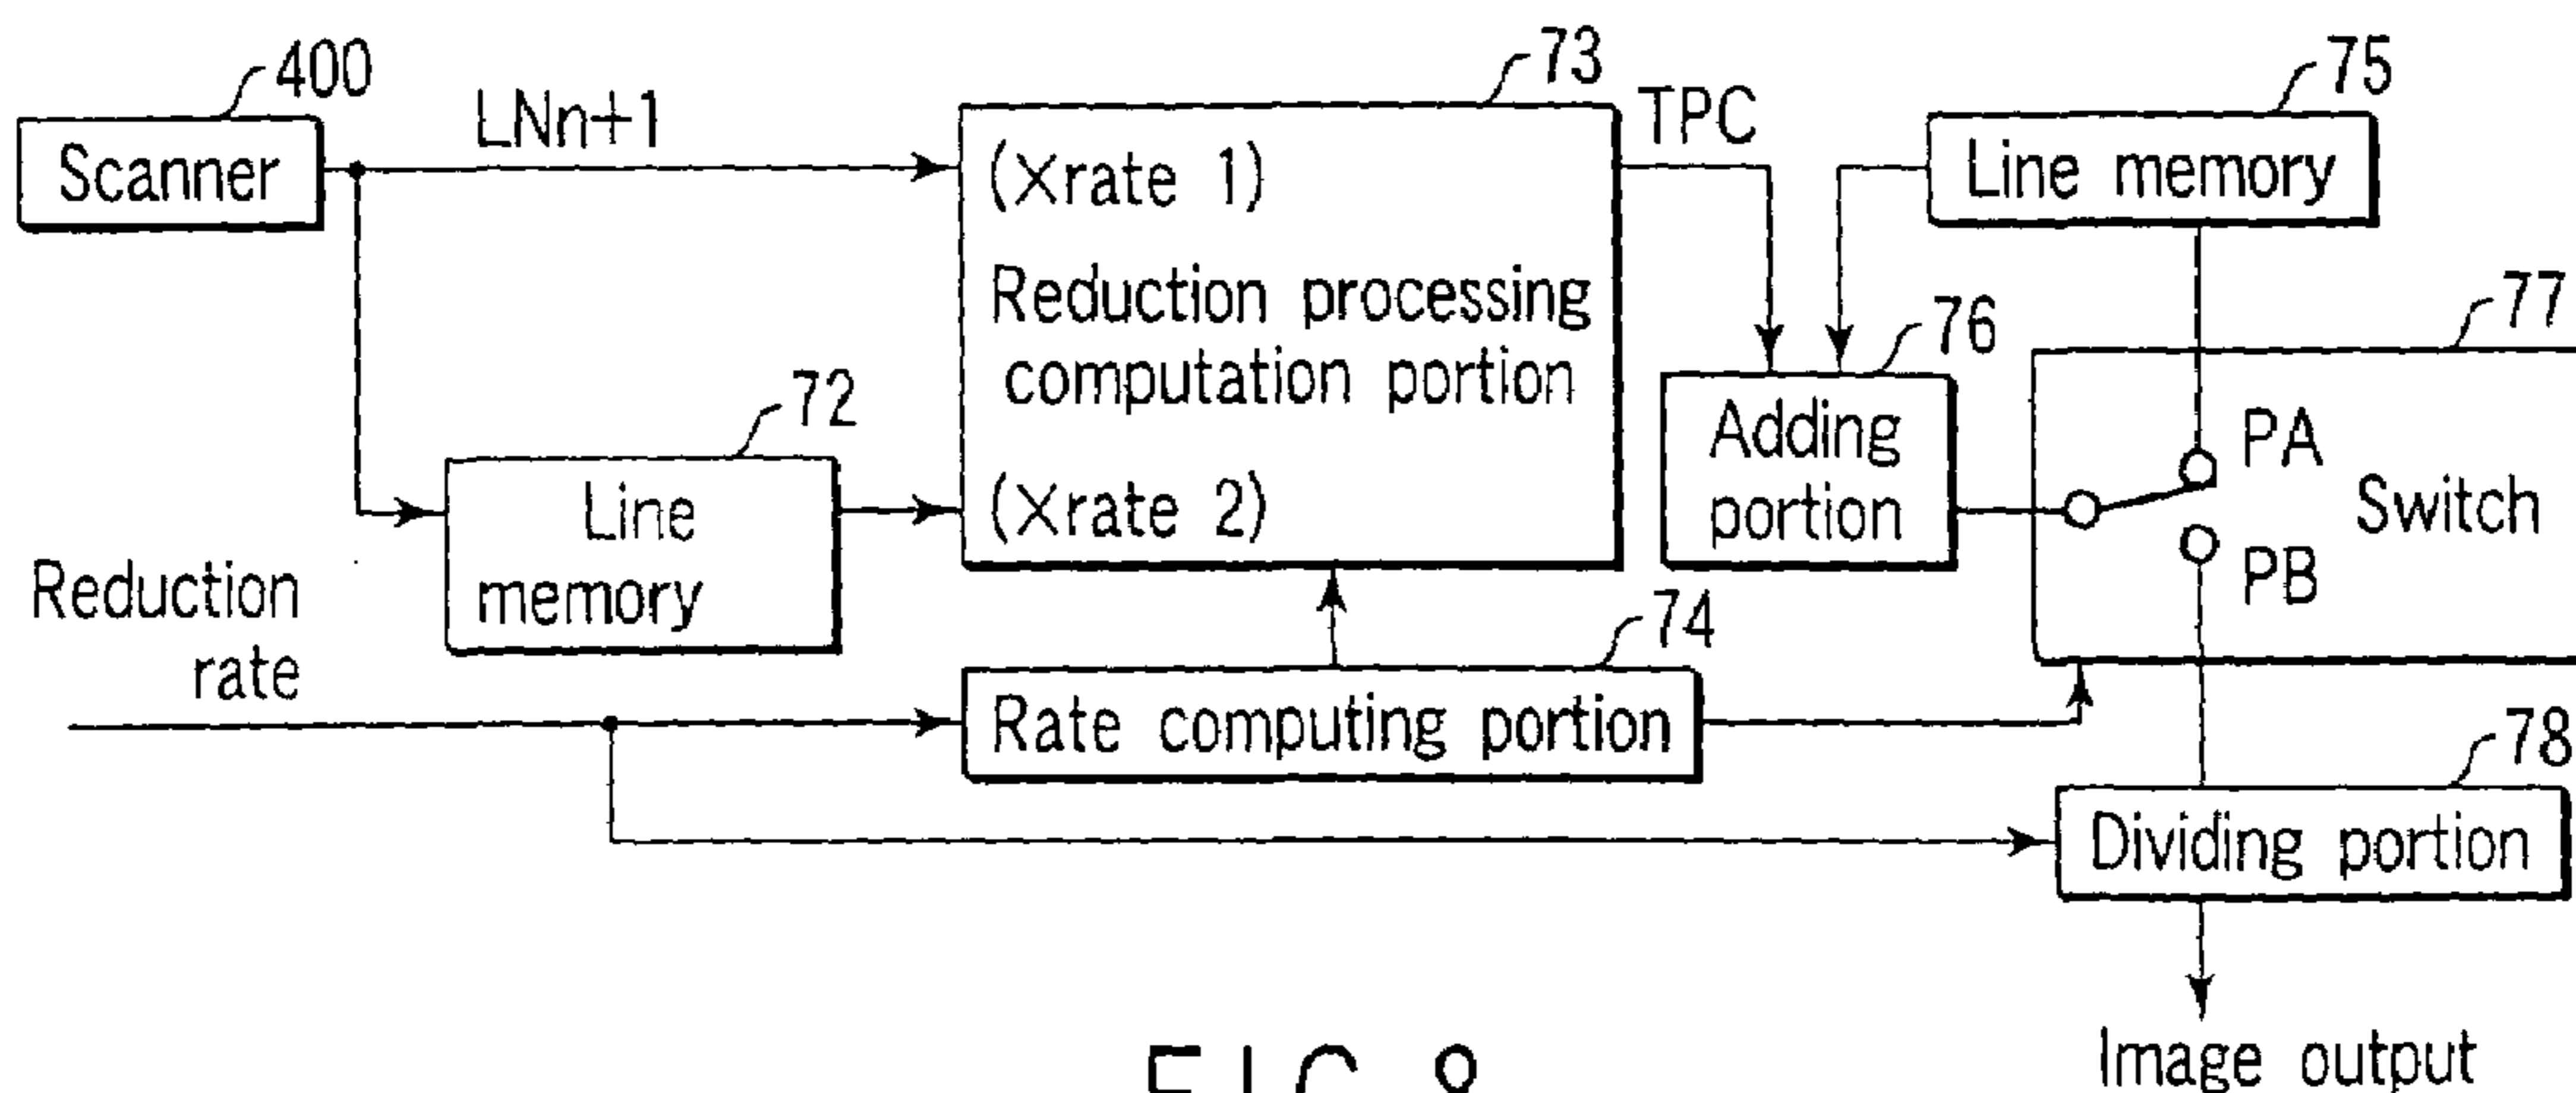 400
Scanner
LNn+1
73
(Xrate 1)
Reduction processing
computation portion
(Xrate 2)
TPC
75
Line memory
76
Adding
portion
77
PA
Switch
PB
72
Line
memory
Reduction
rate
74
Rate computing portion
78
Dividing portion
Image output
FIG. 8